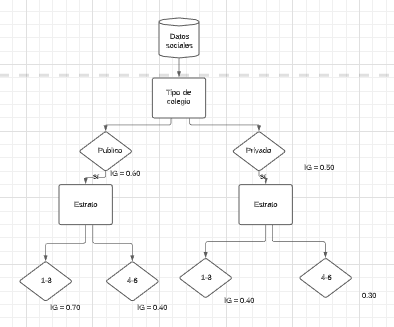 Datos
sociales
Tipo de
colegio
Publico
Privado
si
IG = 0.60
si
IG = 0.50
Estrato
Estrato
1-3
4-6
1-3
4-6
IG = 0.70
IG = 0.40
IG = 0.40
0.30